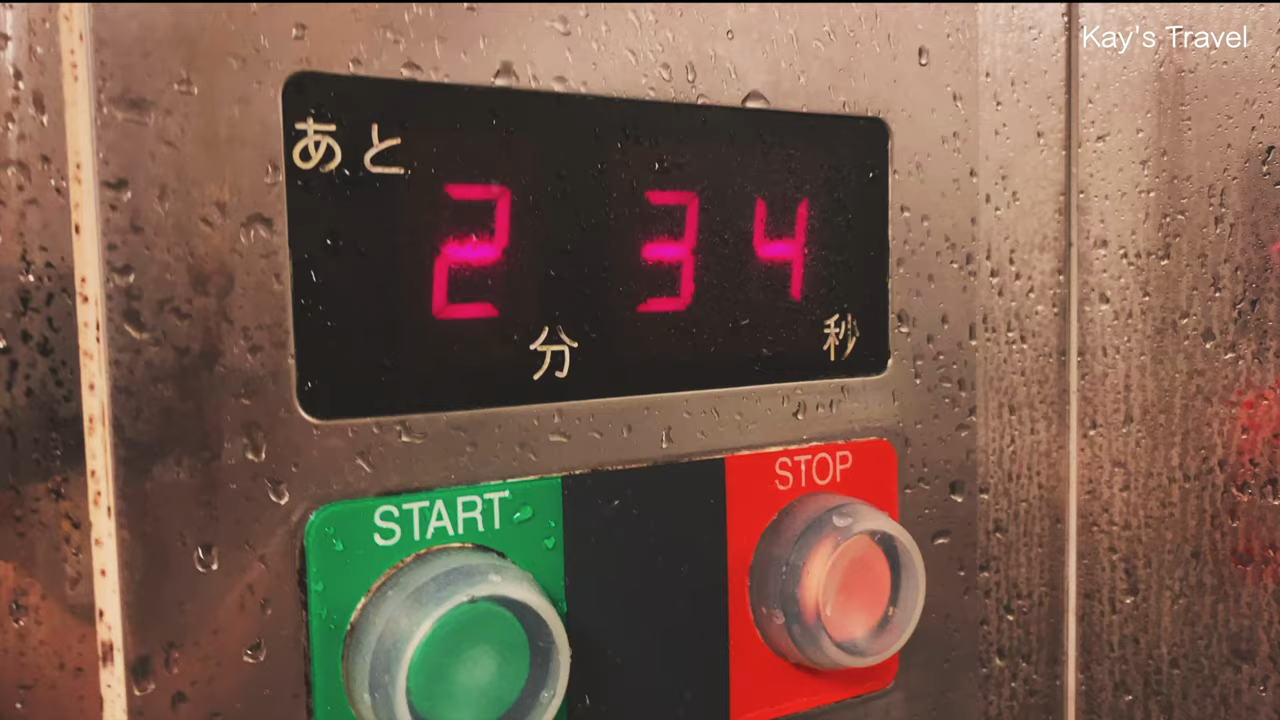 Kay's Travel
あと
2 34
分 秒
START STOP